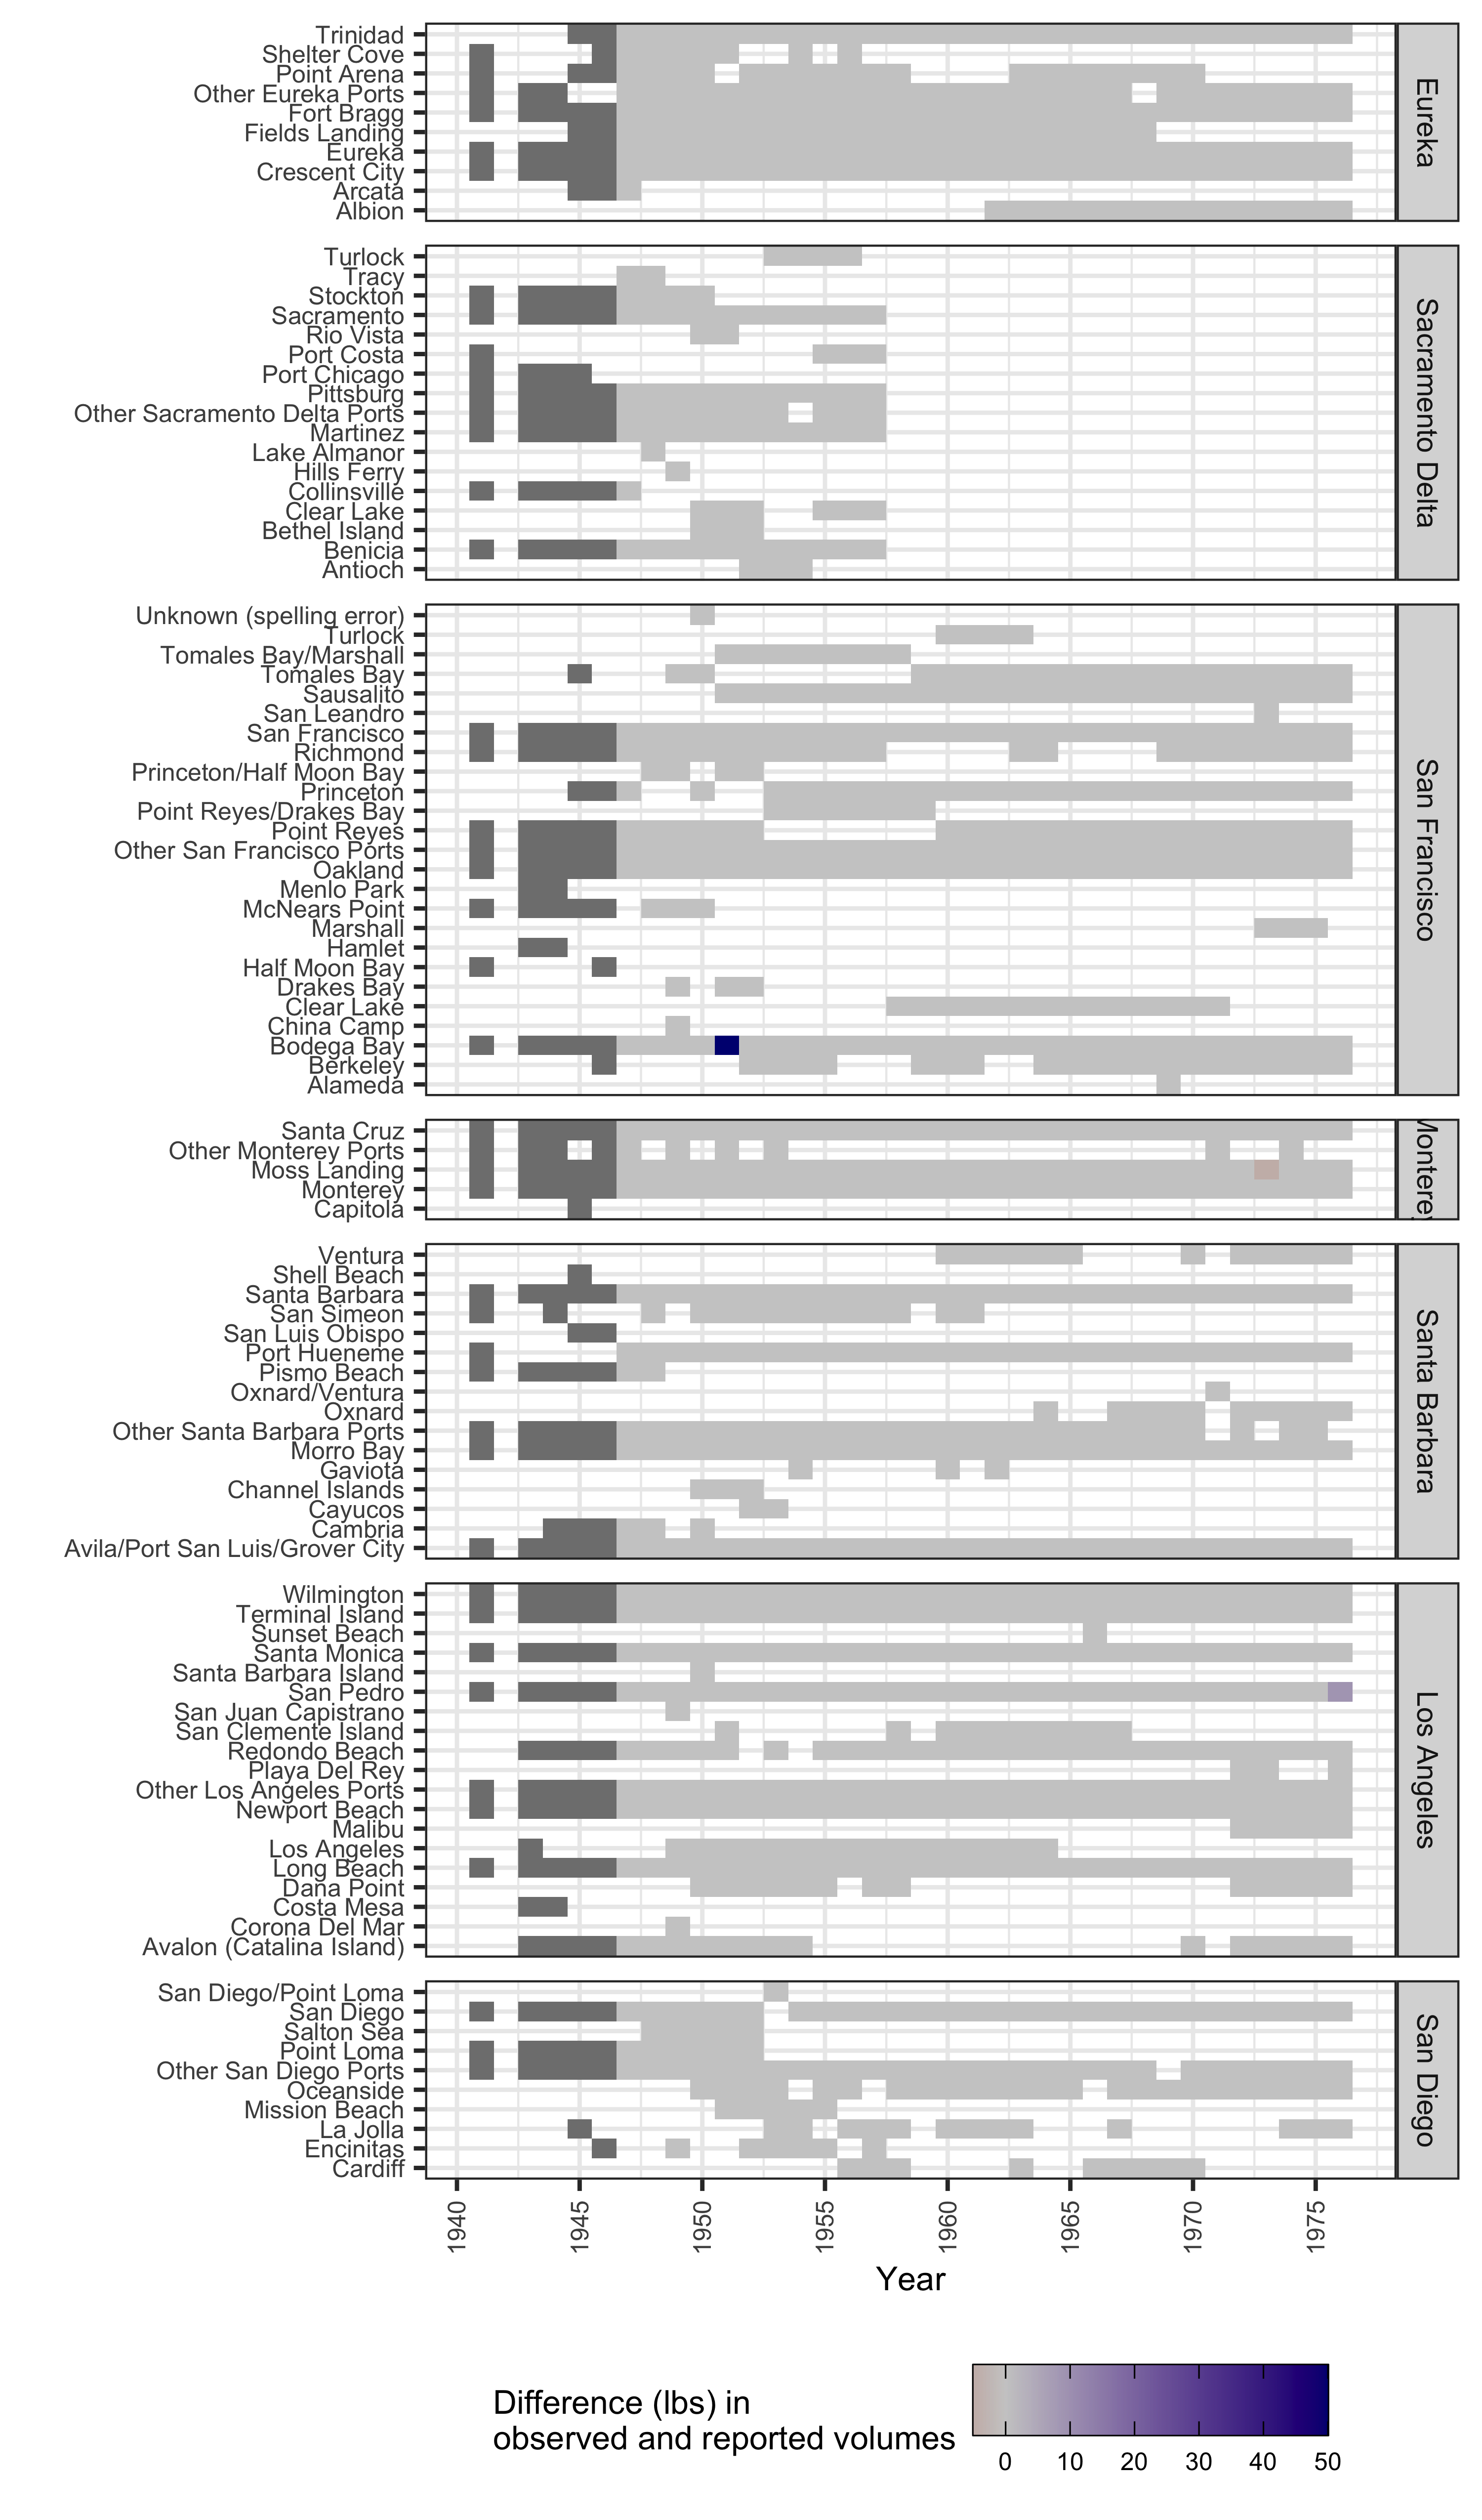 Trinidad
Shelter Cove
Point Arena
Other Eureka Ports
Fort Bragg
Fields Landing
Eureka
Crescent City
Arcata
Albion
Eureka
Turlock
Tracy
Stockton
Sacramento
Rio Vista
Port Costa
Port Chicago
Pittsburg
Other Sacramento Delta Ports
Martinez
Lake Almanor
Hills Ferry
Collinsville
Clear Lake
Bethel Island
Benicia
Antioch
Sacramento Delta
Unknown (spelling error)
Turlock
Tomales Bay/Marshall
Tomales Bay
Sausalito
San Leandro
San Francisco
Richmond
Princeton/Half Moon Bay
Princeton
Point Reyes/Drakes Bay
Point Reyes
Other San Francisco Ports
Oakland
Menlo Park
McNears Point
Marshall
Hamlet
Half Moon Bay
Drakes Bay
Clear Lake
China Camp
Bodega Bay
Berkeley
Alameda
San Francisco
Santa Cruz
Other Monterey Ports
Moss Landing
Monterey
Capitola
Monterey
Ventura
Shell Beach
Santa Barbara
San Simeon
San Luis Obispo
Port Hueneme
Pismo Beach
Oxnard/Ventura
Oxnard
Other Santa Barbara Ports
Morro Bay
Gaviota
Channel Islands
Cayucos
Cambria
Avila/Port San Luis/Grover City
Santa Barbara
Wilmington
Terminal Island
Sunset Beach
Santa Monica
Santa Barbara Island
San Pedro
San Juan Capistrano
San Clemente Island
Redondo Beach
Playa Del Rey
Other Los Angeles Ports
Newport Beach
Malibu
Los Angeles
Long Beach
Dana Point
Costa Mesa
Corona Del Mar
Avalon (Catalina Island)
Los Angeles
San Diego/Point Loma
San Diego
Salton Sea
Point Loma
Other San Diego Ports
Oceanside
Mission Beach
La Jolla
Encinitas
Cardiff
San Diego
1940 1945 1950 1955 1960 1965 1970 1975
Year
Difference (lbs) in
observed and reported volumes
0 10 20 30 40 50